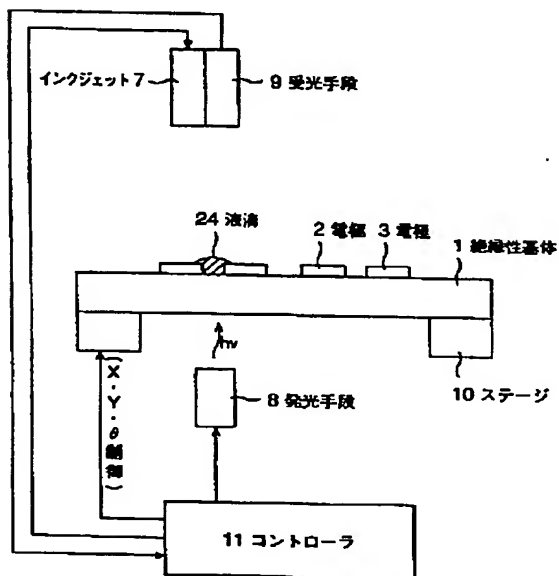 インクジェット 7
9 受光手段
24 液滴
2 電極
3 電極
1 絶縁性基体
hν
10 ステージ
8 発光手段
(X・Y・θ制御)
11 コントローラ